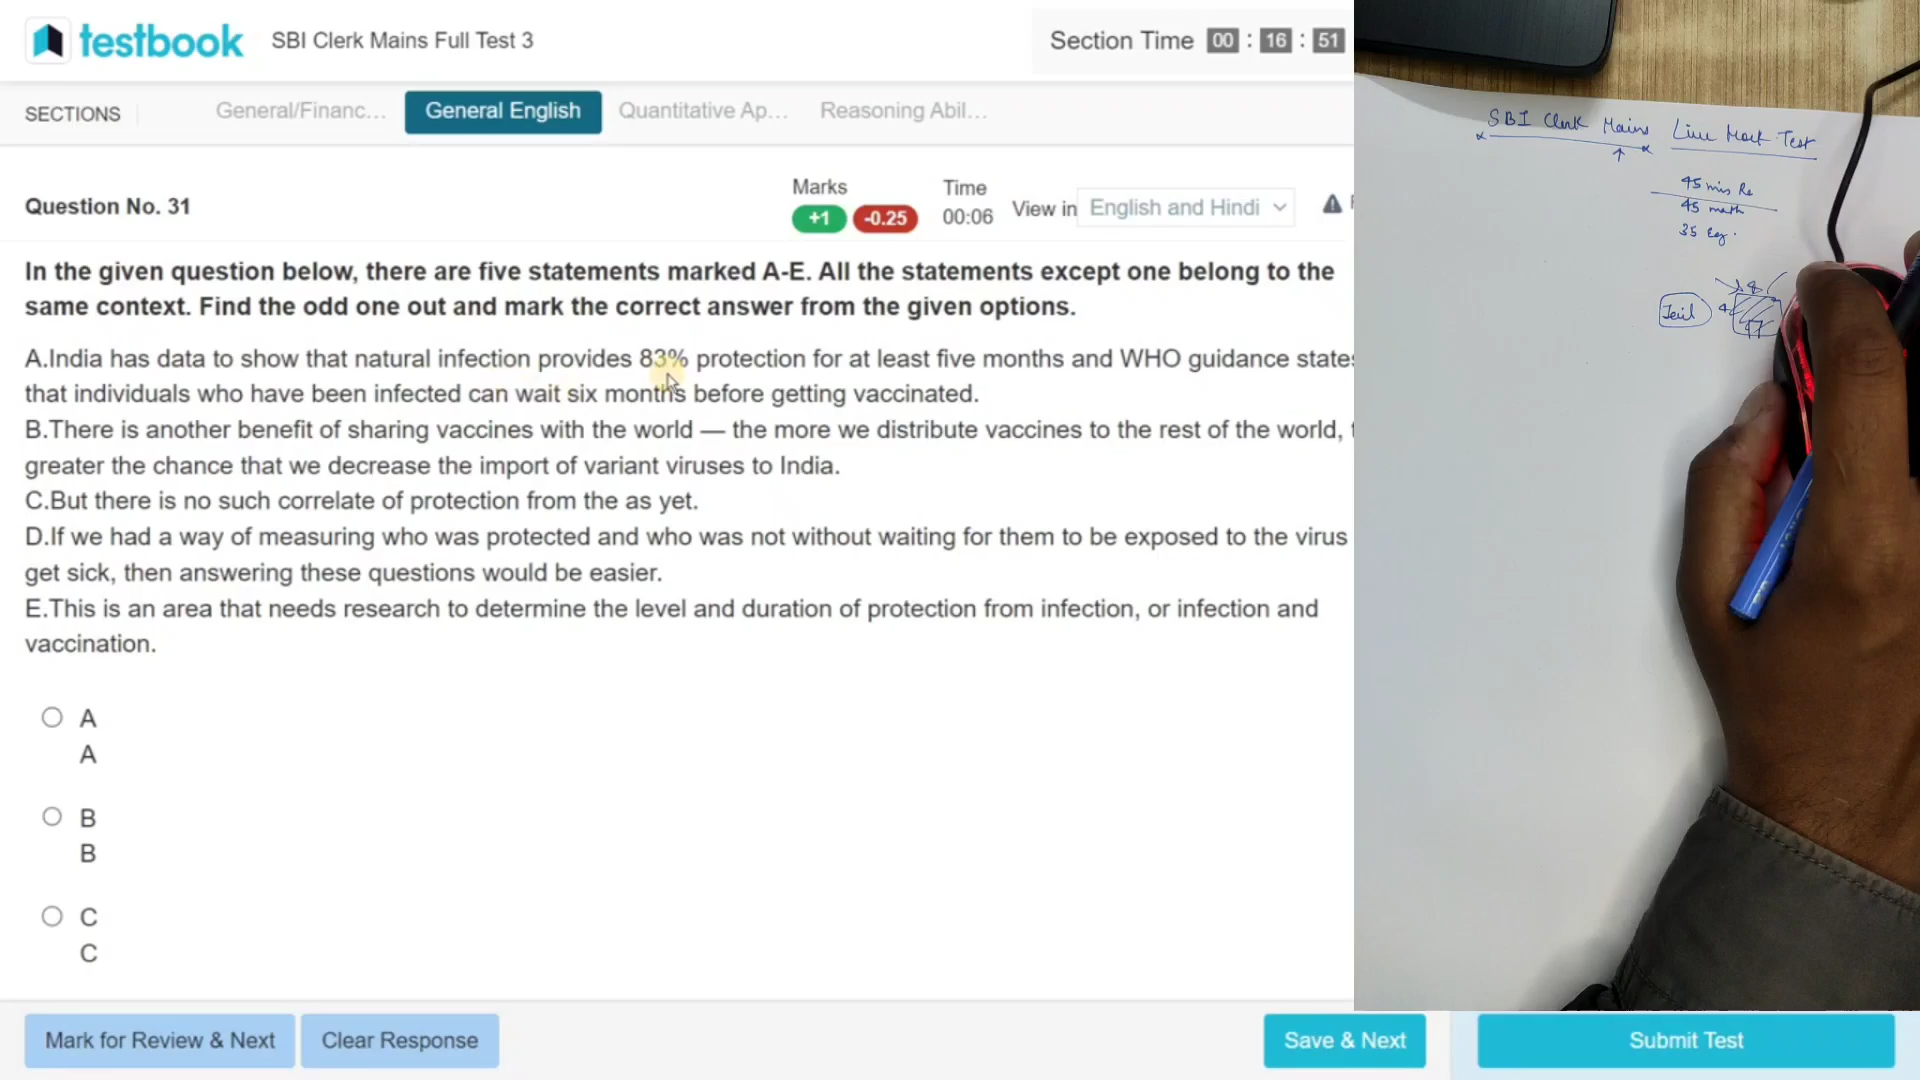 testbook
SBI Clerk Mains Full Test 3
Section Time 00 : 16 : 51
SECTIONS
General/Financ...
General English
Quantitative Ap...
Reasoning Abil...
Question No. 31
Marks
+1 -0.25
Time
00:06
View in English and Hindi
In the given question below, there are five statements marked A-E. All the statements except one belong to the
same context. Find the odd one out and mark the correct answer from the given options.
A.India has data to show that natural infection provides 83% protection for at least five months and WHO guidance states
that individuals who have been infected can wait six months before getting vaccinated.
B.There is another benefit of sharing vaccines with the world — the more we distribute vaccines to the rest of the world,
greater the chance that we decrease the import of variant viruses to India.
C.But there is no such correlate of protection from the as yet.
D.If we had a way of measuring who was protected and who was not without waiting for them to be exposed to the virus
get sick, then answering these questions would be easier.
E.This is an area that needs research to determine the level and duration of protection from infection, or infection and
vaccination.
A
A
B
B
C
C
Mark for Review & Next
Clear Response
Save & Next
Submit Test
SBI Clerk Mains Live Mock Test
45 min Re
45 math
35 Eng.